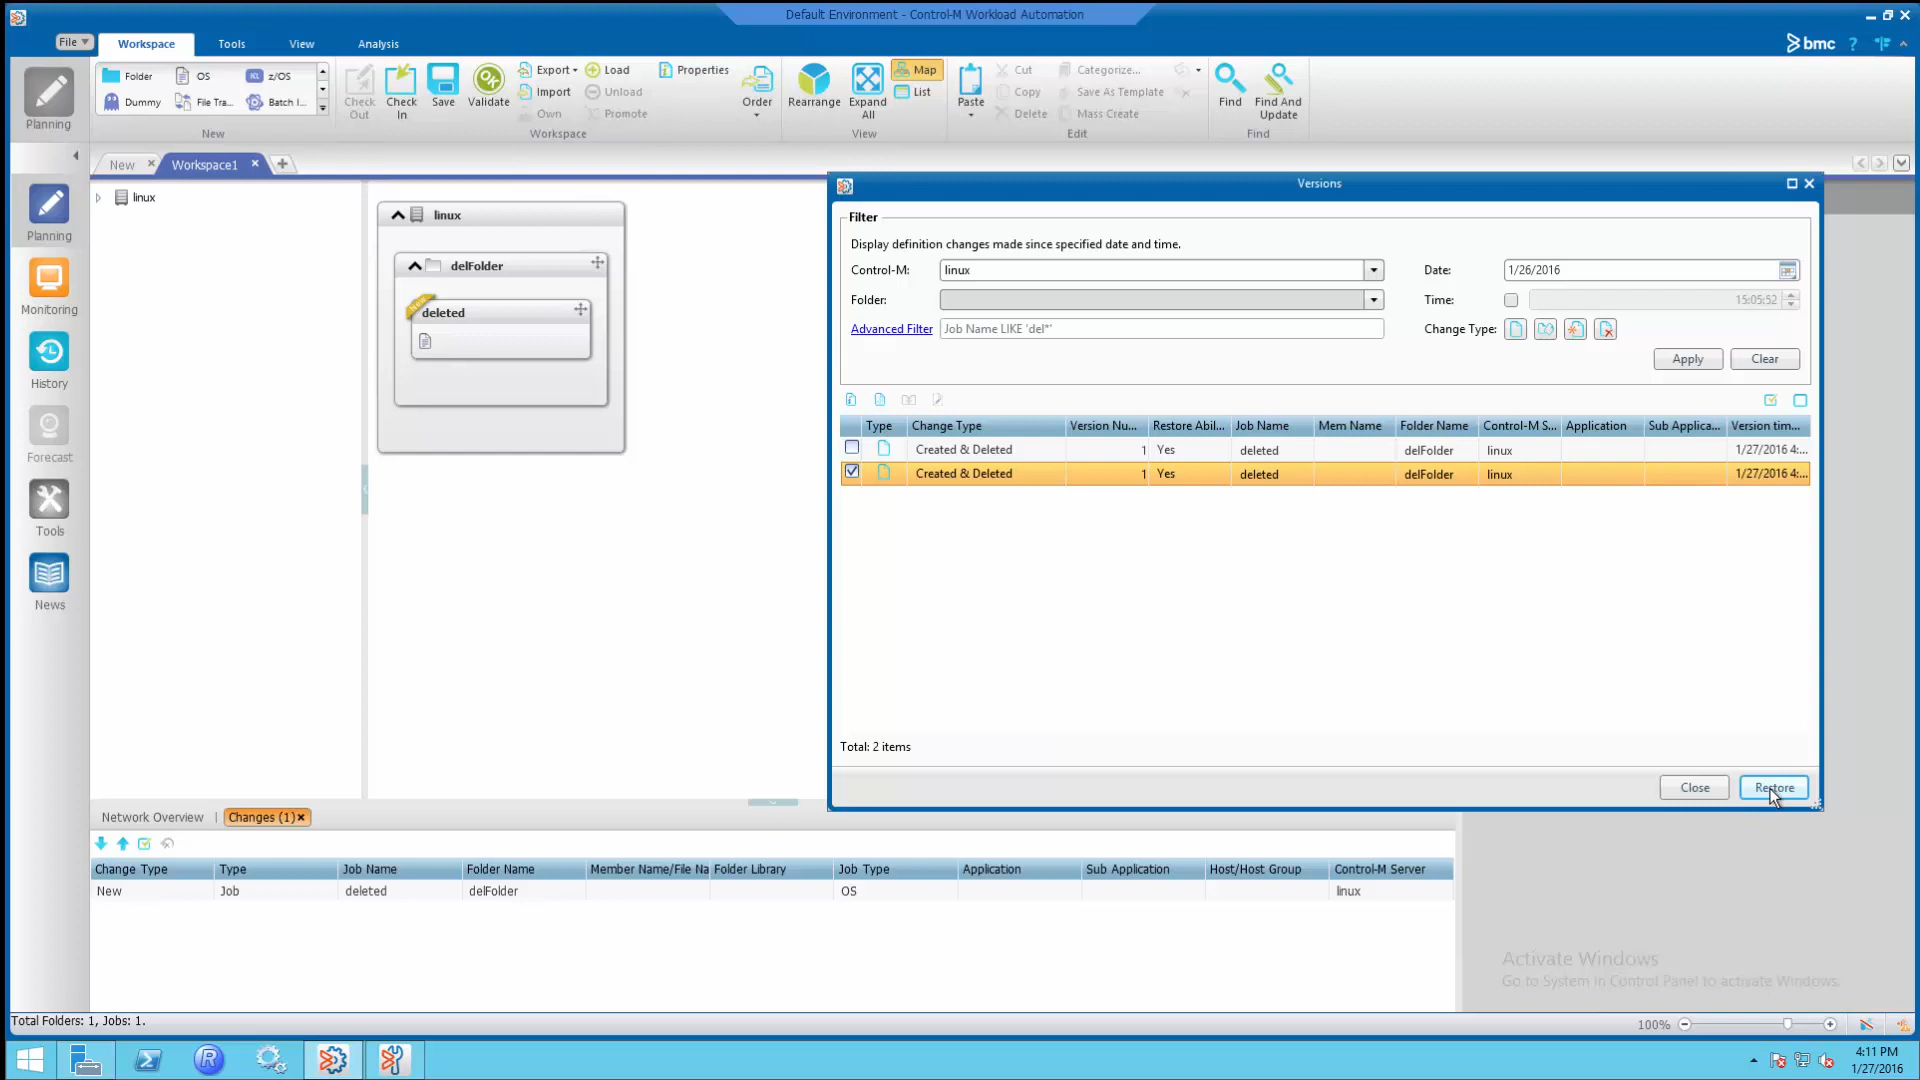 Default Environment - Control-M Workload Automation
File
Workspace
Tools
View
Analysis
bmc
Planning
Folder
OS
z/OS
Dummy
File Tra...
Batch I...
New
Check Out
Check In
Save
Validate
Export
Import
Own
Load
Unload
Promote
Properties
Workspace
Order
Rearrange
Expand All
Map
List
View
Paste
Cut
Copy
Delete
Categorize...
Save As Template
Mass Create
Edit
Find
Find And Update
Find
New
Workspace1
Planning
Monitoring
History
Forecast
Tools
News
linux
linux
delFolder
deleted
Versions
Filter
Display definition changes made since specified date and time.
Control-M:
linux
Date:
1/26/2016
Folder:
Time:
15:05:52
Advanced Filter
Job Name LIKE 'del*'
Change Type:
Apply
Clear
Type Change Type Version Nu... Restore Abil... Job Name Mem Name Folder Name Control-M S... Application Sub Applica... Version tim...
Created & Deleted 1 Yes deleted delFolder linux 1/27/2016 4:...
Created & Deleted 1 Yes deleted delFolder linux 1/27/2016 4:...
Total: 2 items
Close
Restore
Network Overview
Changes (1)
Change Type Type Job Name Folder Name Member Name/File Na Folder Library Job Type Application Sub Application Host/Host Group Control-M Server
New Job deleted delFolder OS linux
Activate Windows
Go to System in Control Panel to activate Windows.
Total Folders: 1, Jobs: 1.
100%
4:11 PM
1/27/2016